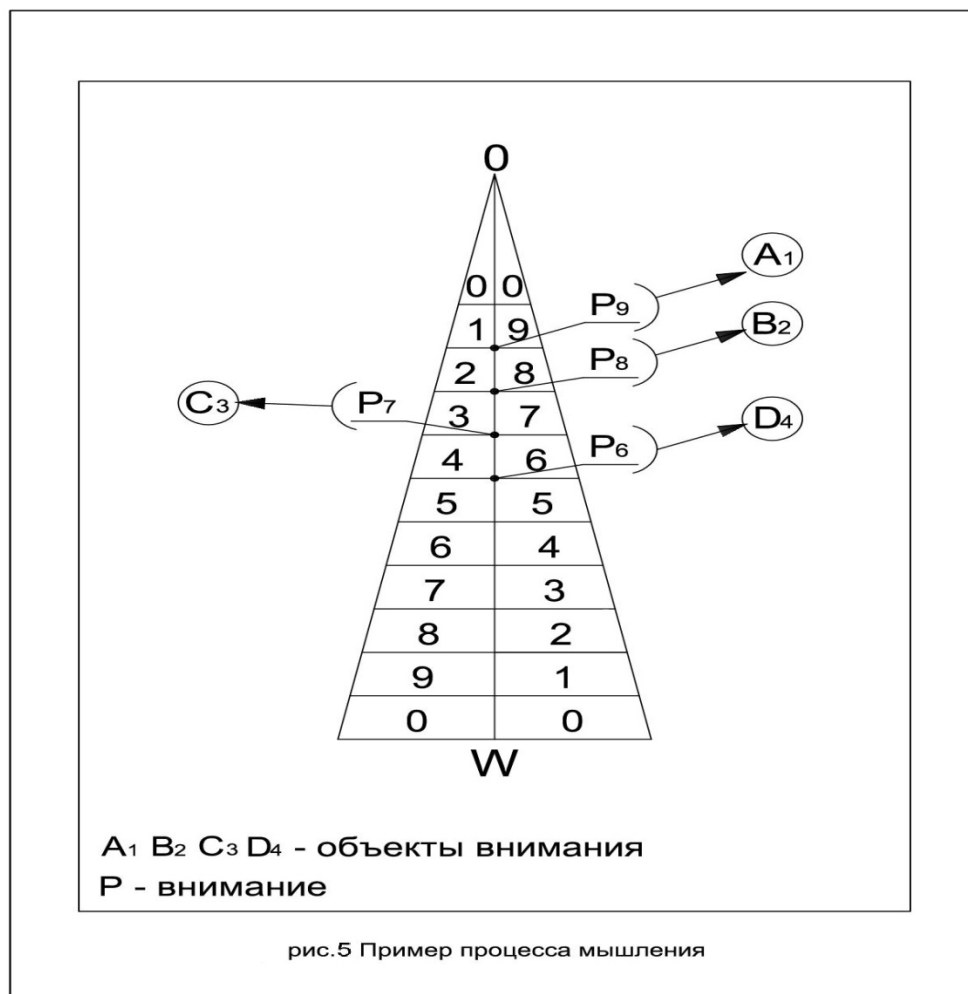 0
0 0
A₁
P₉
1 9
B₂
P₈
2 8
C₃
P₇
3 7
D₄
P₆
4 6
5 5
6 4
7 3
8 2
9 1
0 0
W
A₁ B₂ C₃ D₄ - объекты внимания
P - внимание
рис.5 Пример процесса мышления